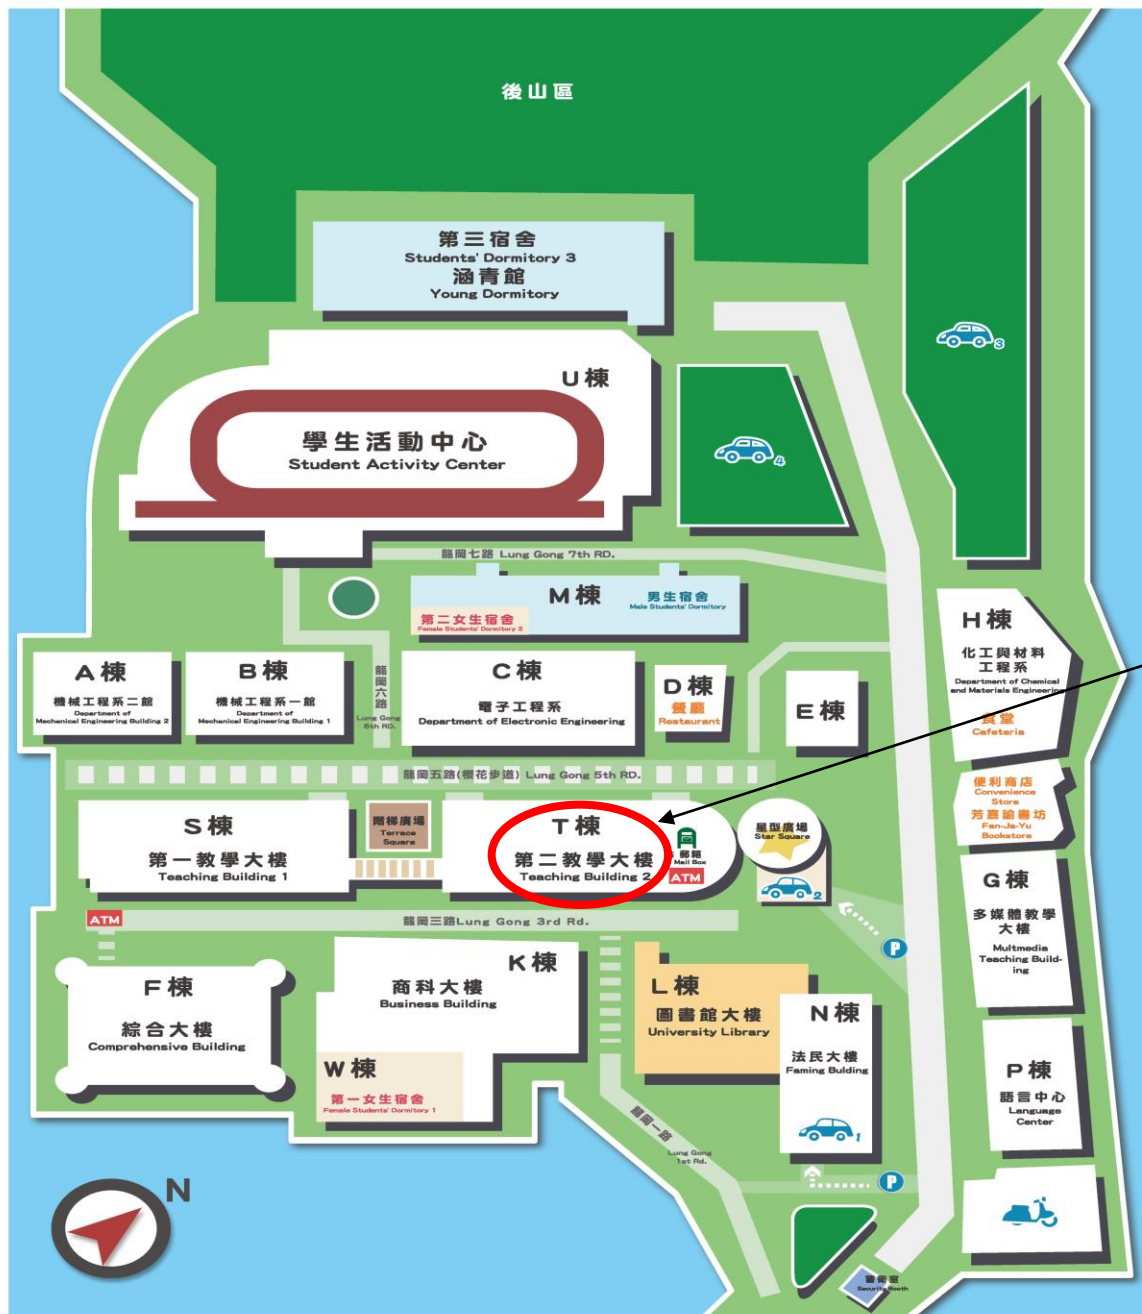 後山區
第三宿舍
Students' Dormitory 3
涵青館
Young Dormitory
U棟
學生活動中心
Student Activity Center
3
4
龍岡七路 Lung Gong 7th RD.
M棟
男生宿舍
Male Students' Dormitory
第二女生宿舍
Female Students' Dormitory 2
H棟
化工與材料
工程系
Department of Chemical
and Materials Engineering
食堂
Cafeteria
A棟
機械工程系二館
Department of
Mechanical Engineering Building 2
B棟
機械工程系一館
Department of
Mechanical Engineering Building 1
龍岡六路
Lung Gong
6th RD.
C棟
電子工程系
Department of Electronic Engineering
D棟
餐廳
Restaurant
E棟
龍岡五路(櫻花步道) Lung Gong 5th RD.
便利商店
Convenience
Store
芳嘉諭書坊
Fan-Ja-Yu
Bookstore
S棟
第一教學大樓
Teaching Building 1
階梯廣場
Terrace
Square
T棟
第二教學大樓
Teaching Building 2
郵箱
Mail Box
ATM
星型廣場
Star Square
2
G棟
多媒體教學
大樓
Multmedia
Teaching Build-
ing
ATM
龍岡三路Lung Gong 3rd Rd.
P
F棟
綜合大樓
Comprehensive Building
K棟
商科大樓
Business Building
W棟
第一女生宿舍
Female Students' Dormitory 1
L棟
圖書館大樓
University Library
N棟
法民大樓
Faming Bulding
1
P棟
語言中心
Language
Center
龍岡一路
Lung Gong
1st Rd.
P
N
警衛室
Security Booth